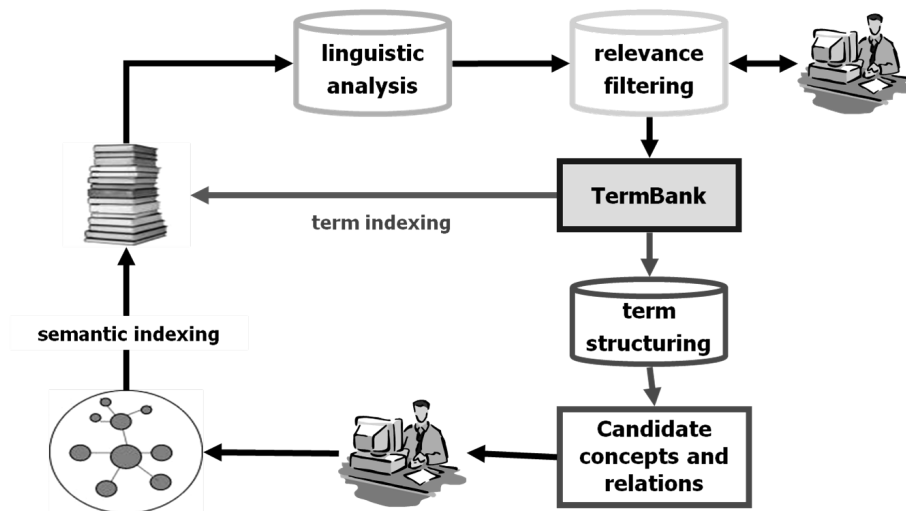 linguistic
analysis
relevance
filtering
TermBank
term indexing
term
structuring
semantic indexing
Candidate
concepts and
relations